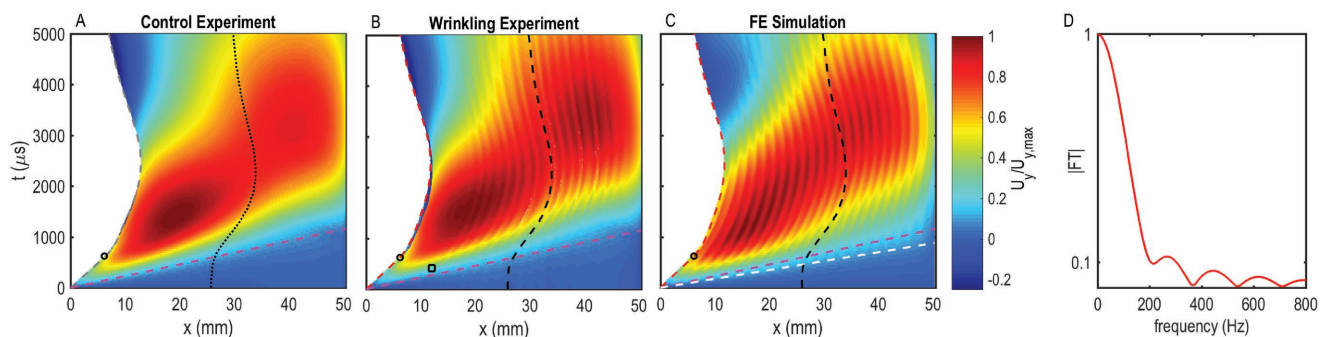 A Control Experiment
B Wrinkling Experiment
C FE Simulation
D
5000
4000
3000
2000
1000
0
t (μs)
0 10 20 30 40 50
x (mm)
0 10 20 30 40 50
x (mm)
0 10 20 30 40 50
x (mm)
1
0.8
0.6
0.4
0.2
0
-0.2
U_y/U_y,max
1
0.1
|FT|
0 200 400 600 800
frequency (Hz)